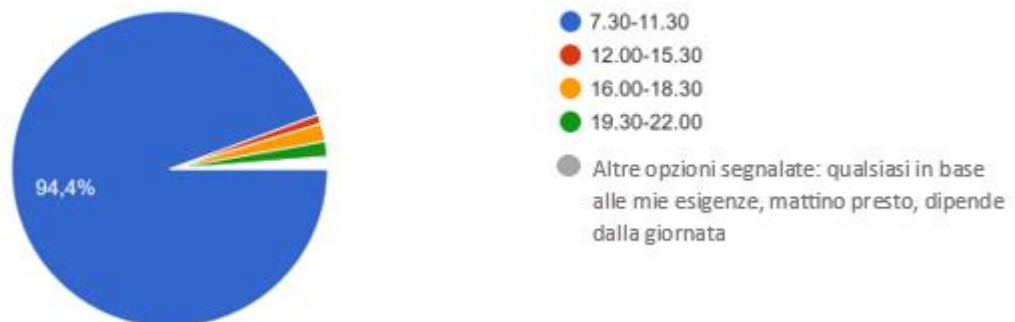 7.30-11.30
12.00-15.30
16.00-18.30
19.30-22.00
Altre opzioni segnalate: qualsiasi in base
alle mie esigenze, mattino presto, dipende
dalla giornata
94,4%